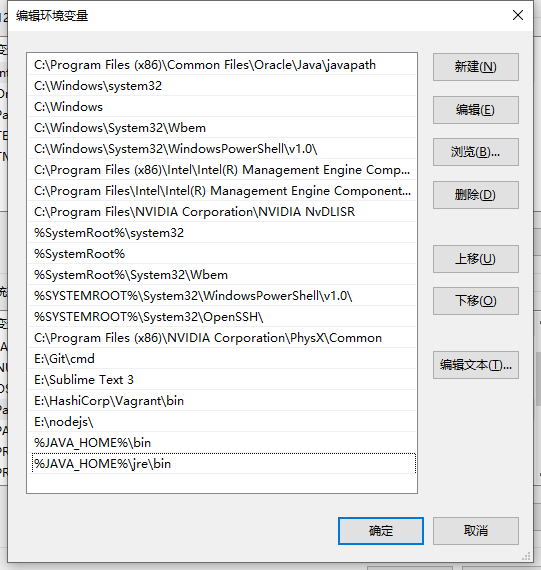 编辑环境变量
C:\Program Files (x86)\Common Files\Oracle\Java\javapath
C:\Windows\system32
C:\Windows
C:\Windows\System32\Wbem
C:\Windows\System32\WindowsPowerShell\v1.0\
C:\Program Files (x86)\Intel\Intel(R) Management Engine Comp...
C:\Program Files\Intel\Intel(R) Management Engine Component...
C:\Program Files\NVIDIA Corporation\NVIDIA NvDLISR
%SystemRoot%\system32
%SystemRoot%
%SystemRoot%\System32\Wbem
%SYSTEMROOT%\System32\WindowsPowerShell\v1.0\
%SYSTEMROOT%\System32\OpenSSH\
C:\Program Files (x86)\NVIDIA Corporation\PhysX\Common
E:\Git\cmd
E:\Sublime Text 3
E:\HashiCorp\Vagrant\bin
E:\nodejs\
%JAVA_HOME%\bin
%JAVA_HOME%\jre\bin
新建(N)
编辑(E)
浏览(B)...
删除(D)
上移(U)
下移(O)
编辑文本(T)...
确定
取消